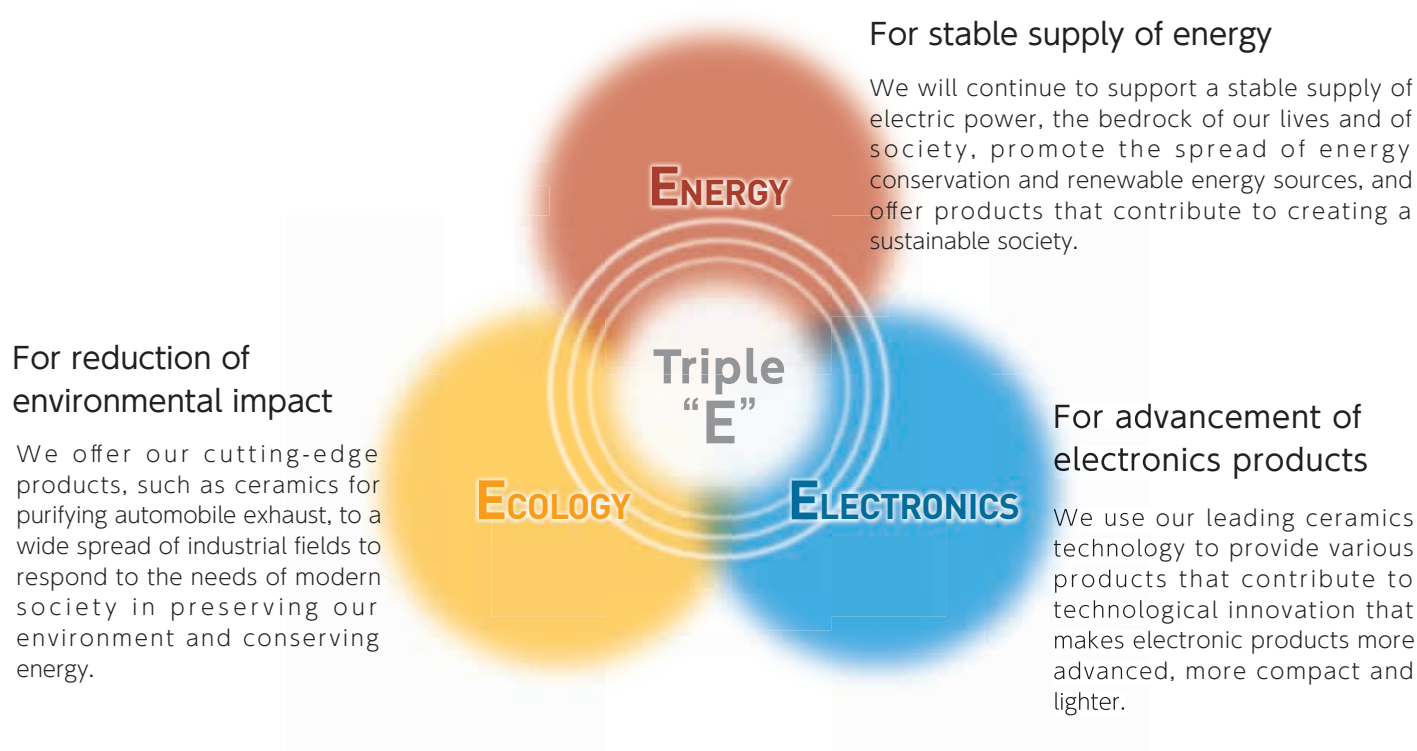 For stable supply of energy
We will continue to support a stable supply of
electric power, the bedrock of our lives and of
society, promote the spread of energy
conservation and renewable energy sources, and
offer products that contribute to creating a
sustainable society.
ENERGY
Triple
“E”
ECOLOGY
ELECTRONICS
For reduction of
environmental impact
We offer our cutting-edge
products, such as ceramics for
purifying automobile exhaust, to a
wide spread of industrial fields to
respond to the needs of modern
society in preserving our
environment and conserving
energy.
For advancement of
electronics products
We use our leading ceramics
technology to provide various
products that contribute to
technological innovation that
makes electronic products more
advanced, more compact and
lighter.